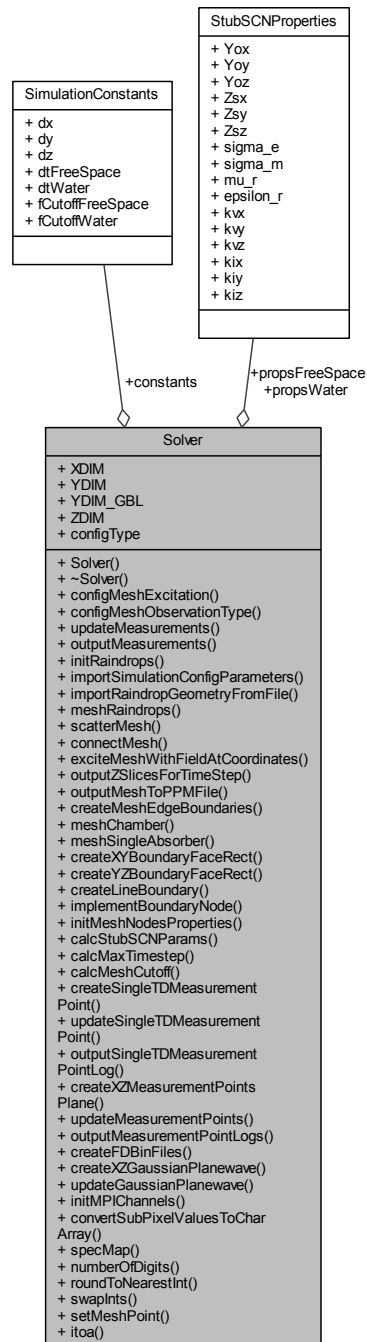 StubSCNProperties
+ Yox
+ Yoy
+ Yoz
+ Zsx
+ Zsy
+ Zsz
+ sigma_e
+ sigma_m
+ mu_r
+ epsilon_r
+ kvx
+ kvy
+ kvz
+ kix
+ kiy
+ kiz
SimulationConstants
+ dx
+ dy
+ dz
+ dtFreeSpace
+ dtWater
+ fCutoffFreeSpace
+ fCutoffWater
+constants
+propsFreeSpace
+propsWater
Solver
+ XDIM
+ YDIM
+ YDIM_GBL
+ ZDIM
+ configType
+ Solver()
+ ~Solver()
+ configMeshExcitation()
+ configMeshObservationType()
+ updateMeasurements()
+ outputMeasurements()
+ initRaindrops()
+ importSimulationConfigParameters()
+ importRaindropGeometryFromFile()
+ meshRaindrops()
+ scatterMesh()
+ connectMesh()
+ exciteMeshWithFieldAtCoordinates()
+ outputZSlicesForTimeStep()
+ outputMeshToPPMFile()
+ createMeshEdgeBoundaries()
+ meshChamber()
+ meshSingleAbsorber()
+ createXYBoundaryFaceRect()
+ createYZBoundaryFaceRect()
+ createLineBoundary()
+ implementBoundaryNode()
+ initMeshNodesProperties()
+ calcStubSCNParams()
+ calcMaxTimestep()
+ calcMeshCutoff()
+ createSingleTDMeasurement
Point()
+ updateSingleTDMeasurement
Point()
+ outputSingleTDMeasurement
PointLog()
+ createXZMeasurementPoints
Plane()
+ updateMeasurementPoints()
+ outputMeasurementPointLogs()
+ createFDBinFiles()
+ createXZGaussianPlanewave()
+ updateGaussianPlanewave()
+ initMPIChannels()
+ convertSubPixelValuesToChar
Array()
+ specMap()
+ numberOfDigits()
+ roundToNearestInt()
+ swapInts()
+ setMeshPoint()
+ itoa()